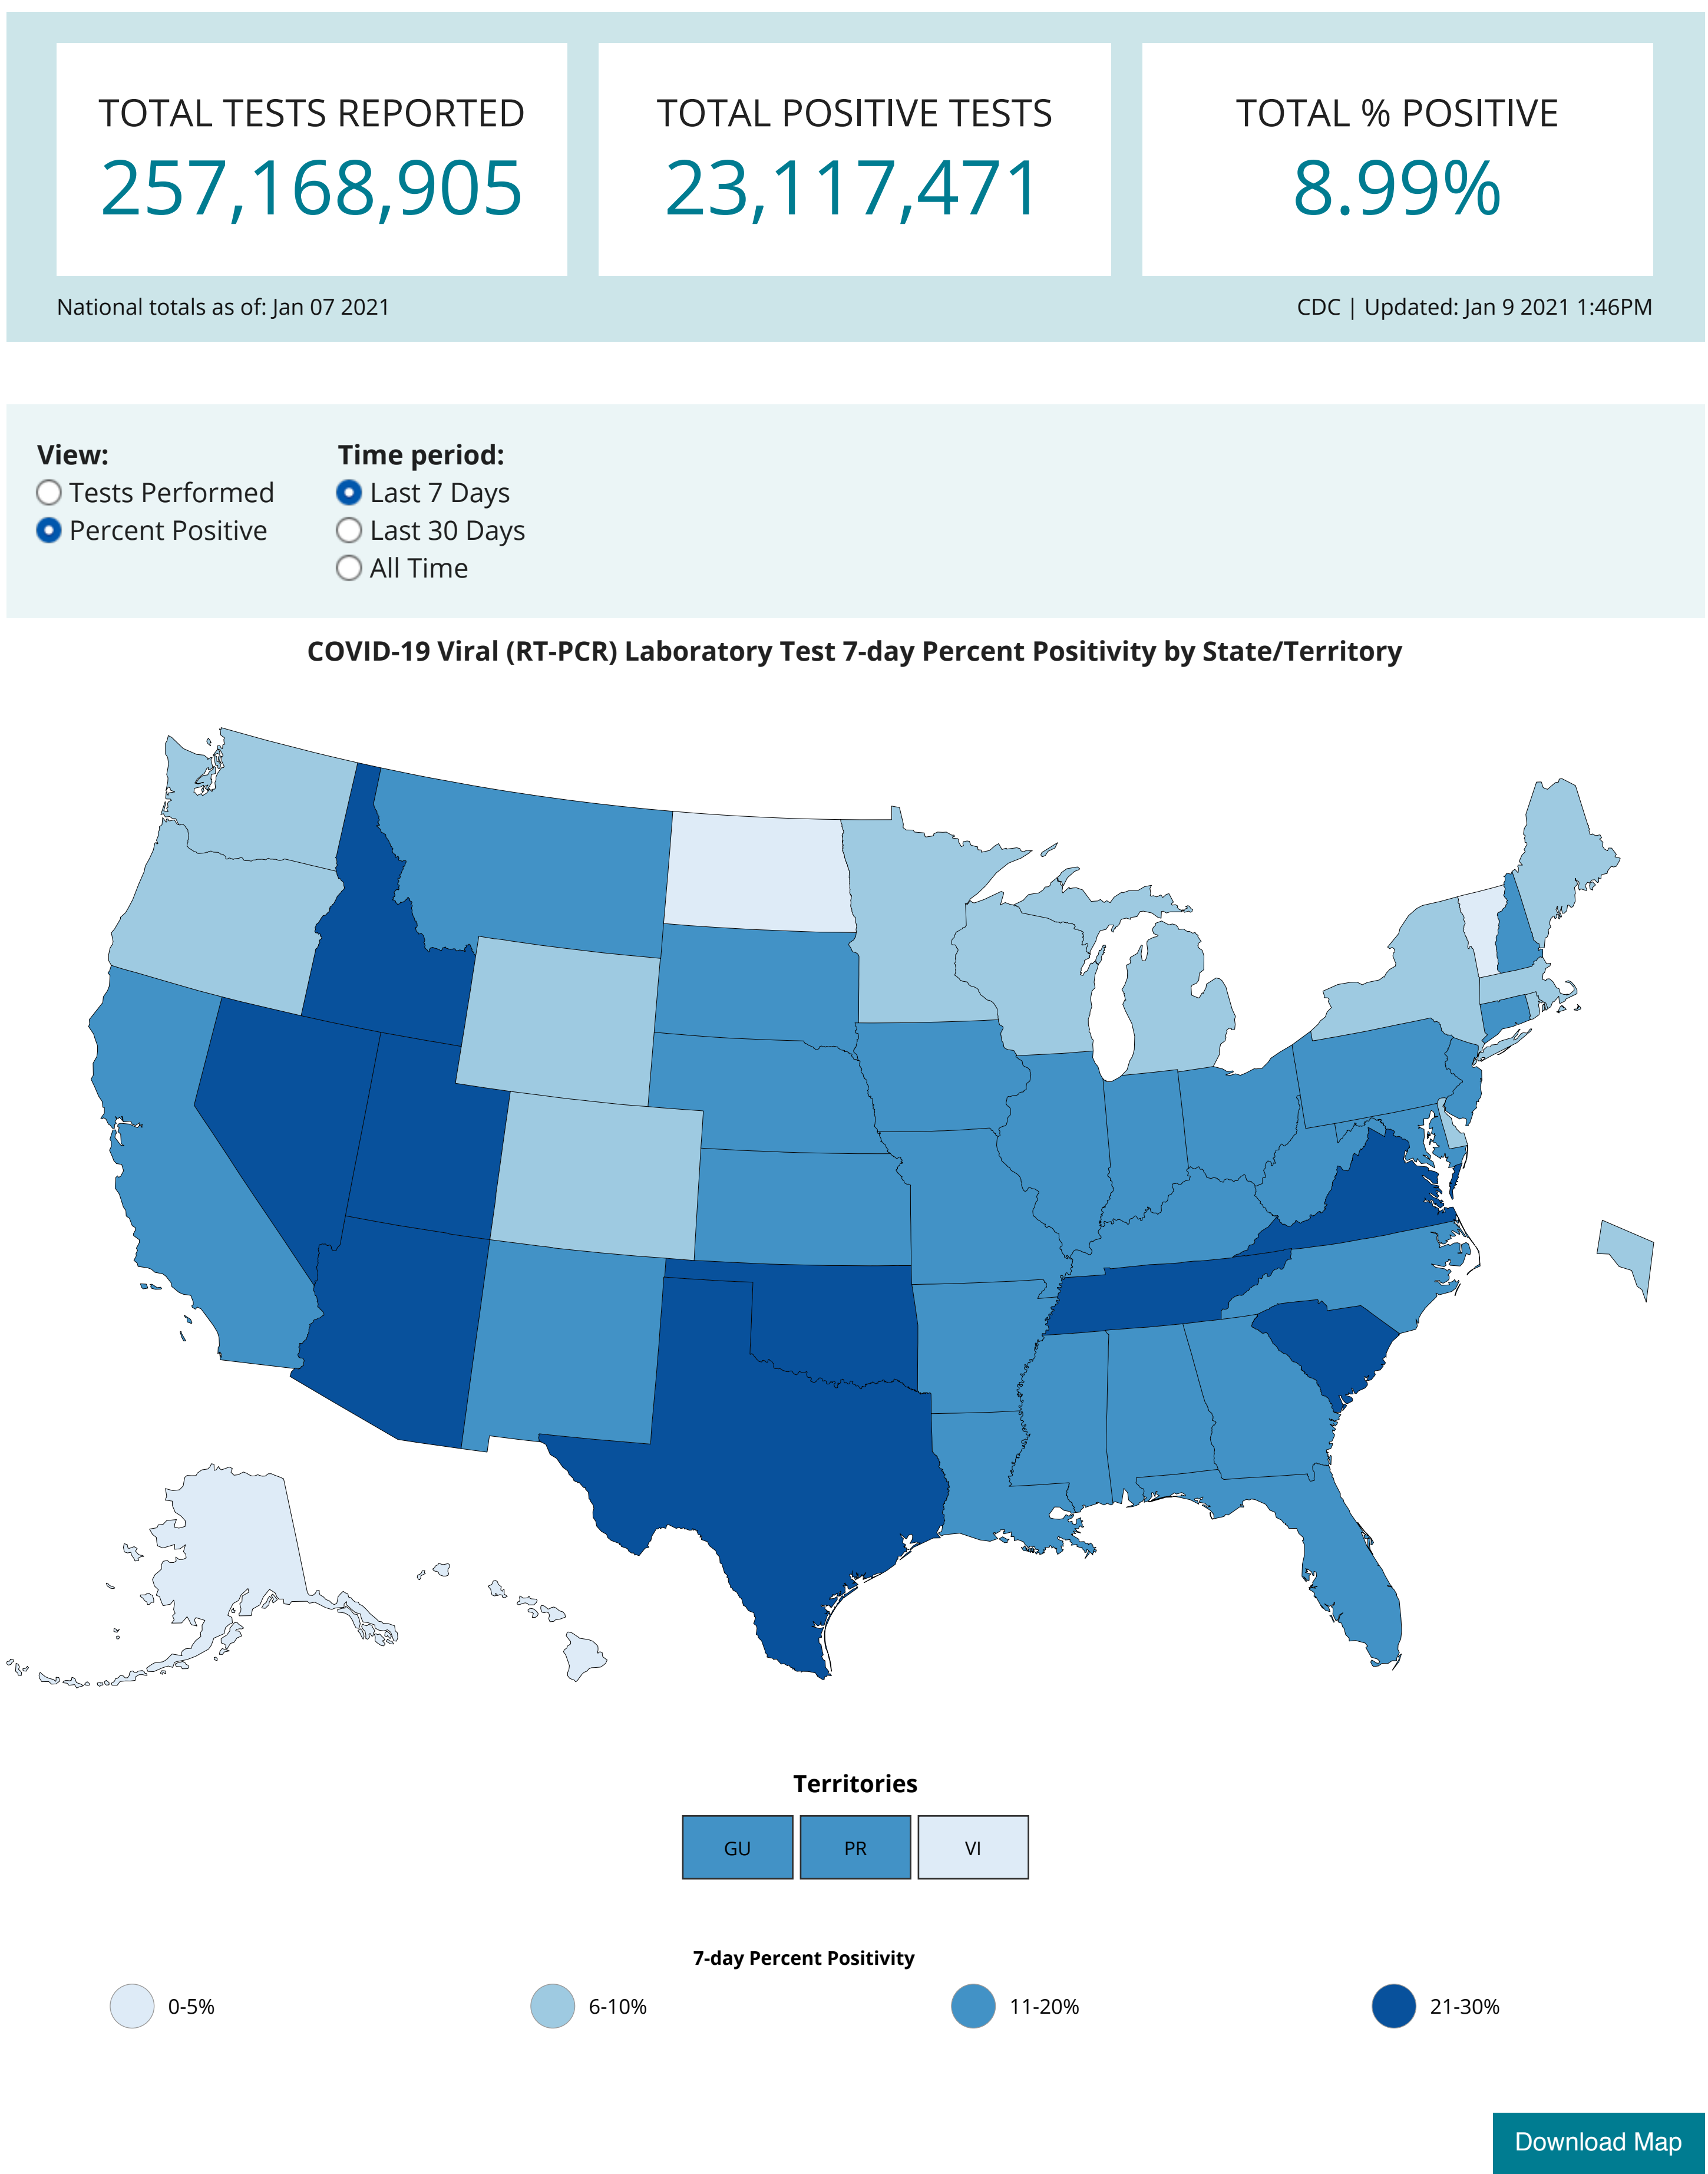 TOTAL TESTS REPORTED
257,168,905
TOTAL POSITIVE TESTS
23,117,471
TOTAL % POSITIVE
8.99%
National totals as of: Jan 07 2021
CDC | Updated: Jan 9 2021 1:46PM
View:
Tests Performed
Percent Positive
Time period:
Last 7 Days
Last 30 Days
All Time
COVID-19 Viral (RT-PCR) Laboratory Test 7-day Percent Positivity by State/Territory
Territories
GU
PR
VI
7-day Percent Positivity
0-5%
6-10%
11-20%
21-30%
Download Map